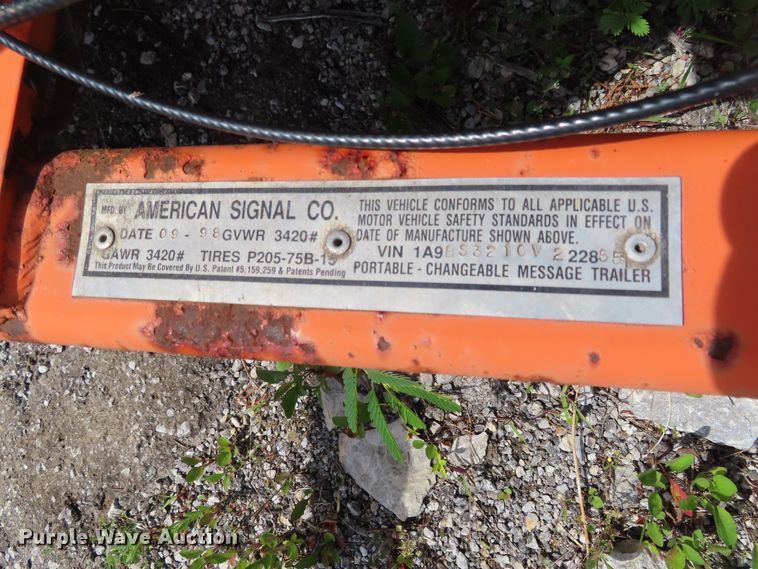 MFD. BY AMERICAN SIGNAL CO.
DATE 09 - 98 GVWR 3420#
GAWR 3420# TIRES P205-75B-15
This Product May Be Covered By U.S. Patent #5,159,259 & Patents Pending
THIS VEHICLE CONFORMS TO ALL APPLICABLE U.S.
MOTOR VEHICLE SAFETY STANDARDS IN EFFECT ON
DATE OF MANUFACTURE SHOWN ABOVE.
VIN
PORTABLE - CHANGEABLE MESSAGE TRAILER
Purple Wave Auction